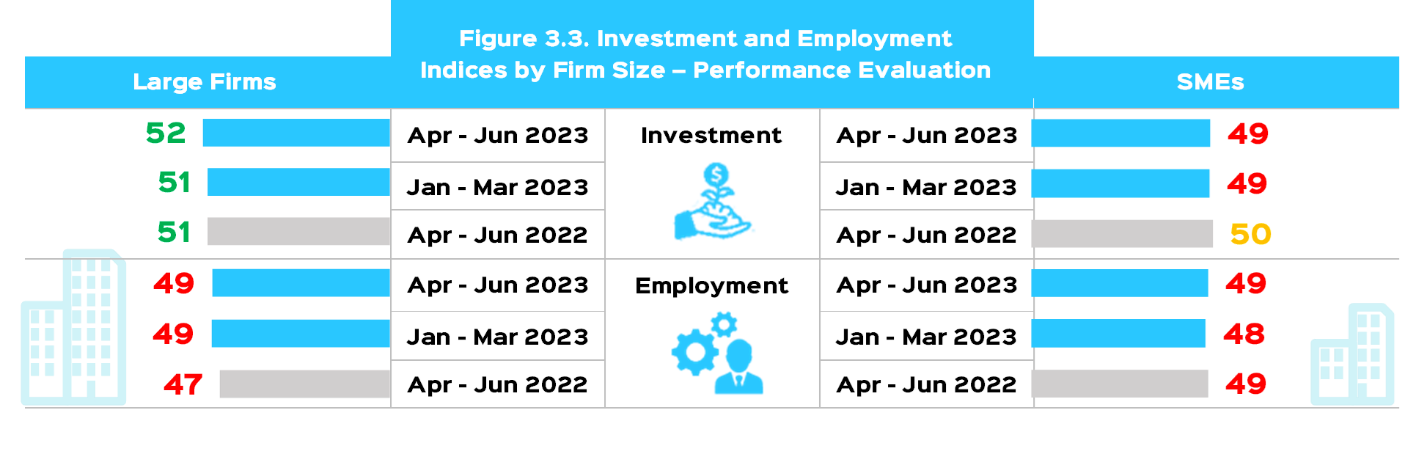 Figure 3.3. Investment and Employment
Indices by Firm Size – Performance Evaluation
Large Firms
SMEs
52
Apr - Jun 2023
Investment
Apr - Jun 2023
49
51
Jan - Mar 2023
$
Jan - Mar 2023
49
51
Apr - Jun 2022
Apr - Jun 2022
50
49
Apr - Jun 2023
Employment
Apr - Jun 2023
49
49
Jan - Mar 2023
Jan - Mar 2023
48
47
Apr - Jun 2022
Apr - Jun 2022
49